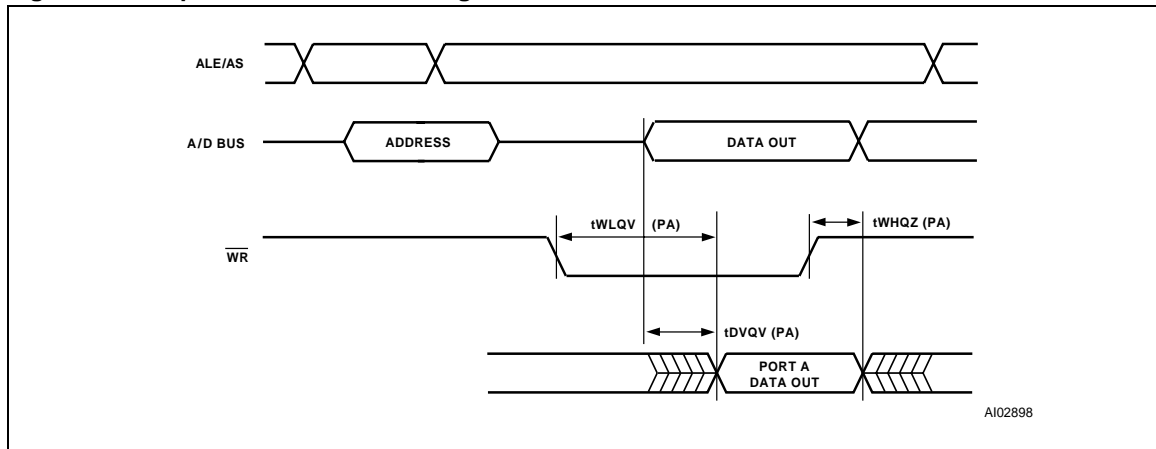 ALE/AS
A/D BUS
ADDRESS
DATA OUT
tWLQV (PA)
tWHQZ (PA)
WR
tDVQV (PA)
PORT A
DATA OUT
AI02898